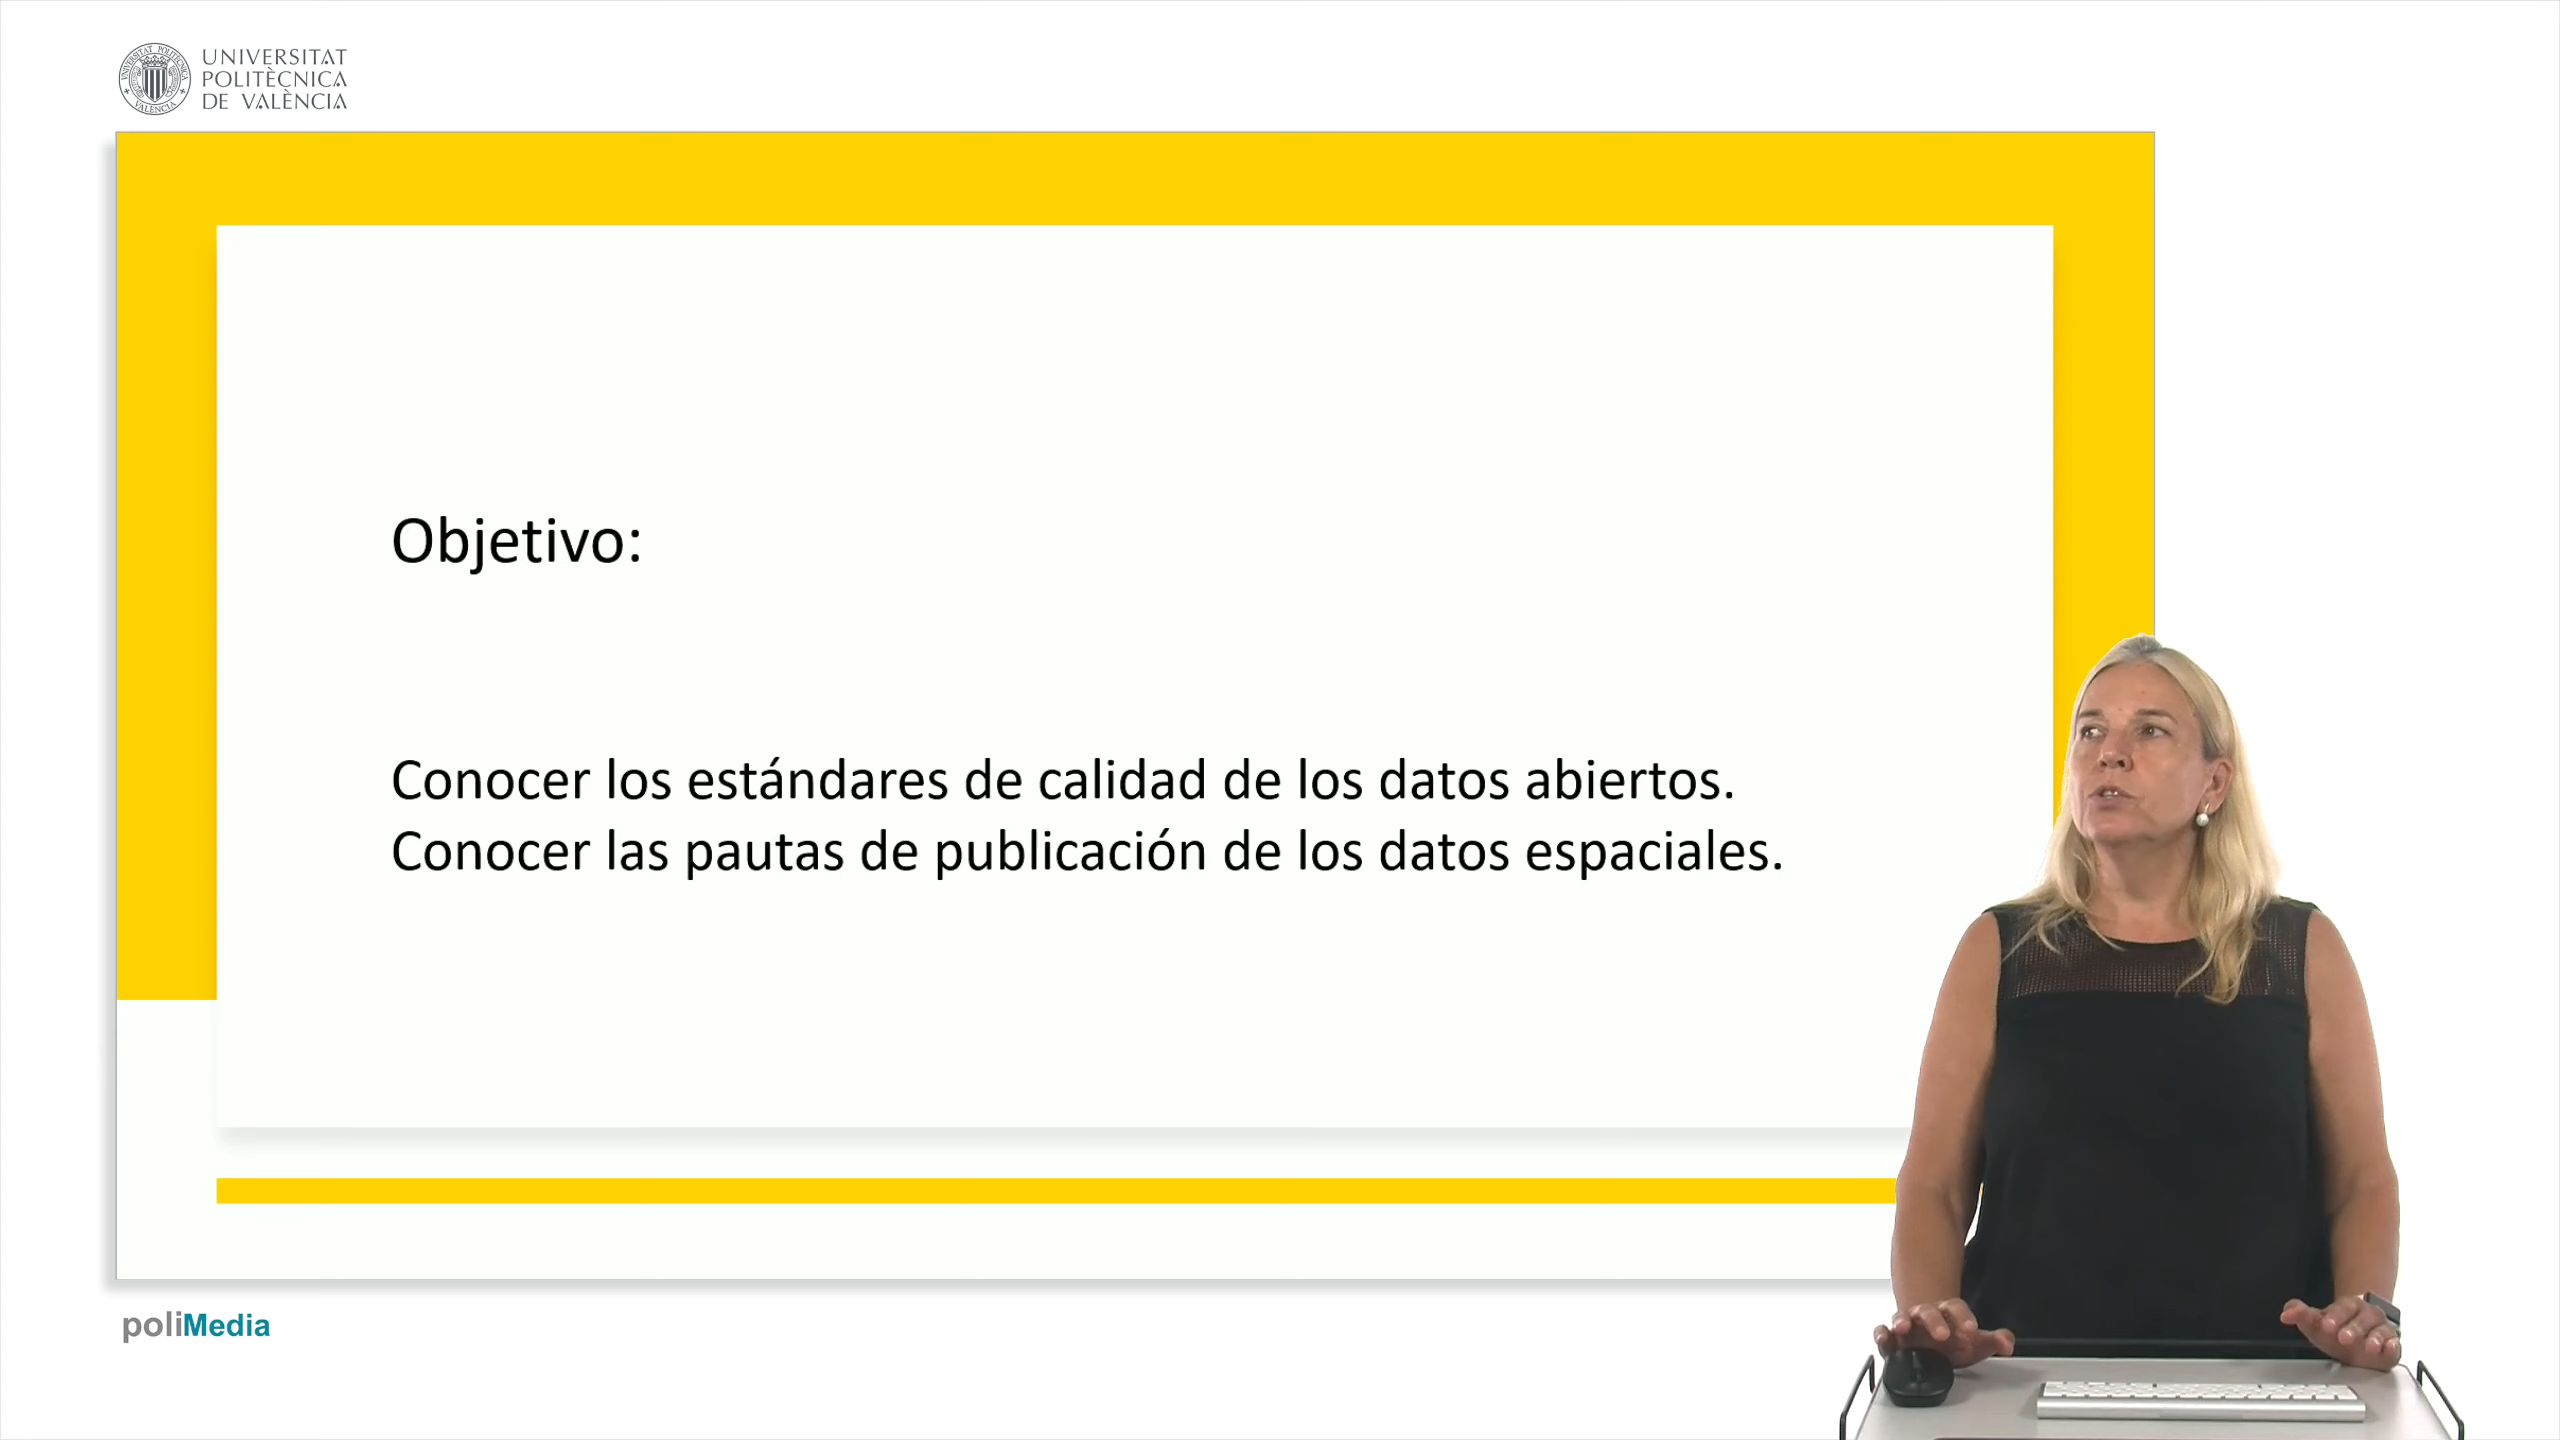 UNIVERSITAT
POLITÈCNICA
DE VALÈNCIA
Objetivo:
Conocer los estándares de calidad de los datos abiertos.
Conocer las pautas de publicación de los datos espaciales.
poliMedia